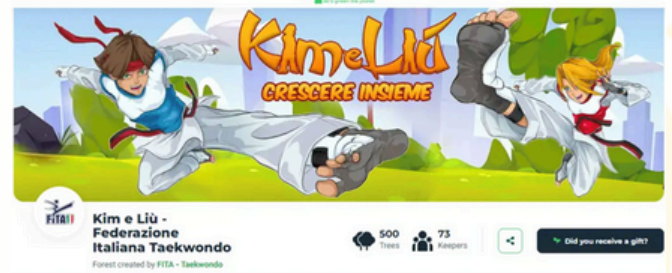 Kim e Liù
CRESCERE INSIEME
FITA
Kim e Liù -
Federazione
Italiana Taekwondo
Forest created by FITA - Taekwondo
500
Trees
73
Keepers
Did you receive a gift?